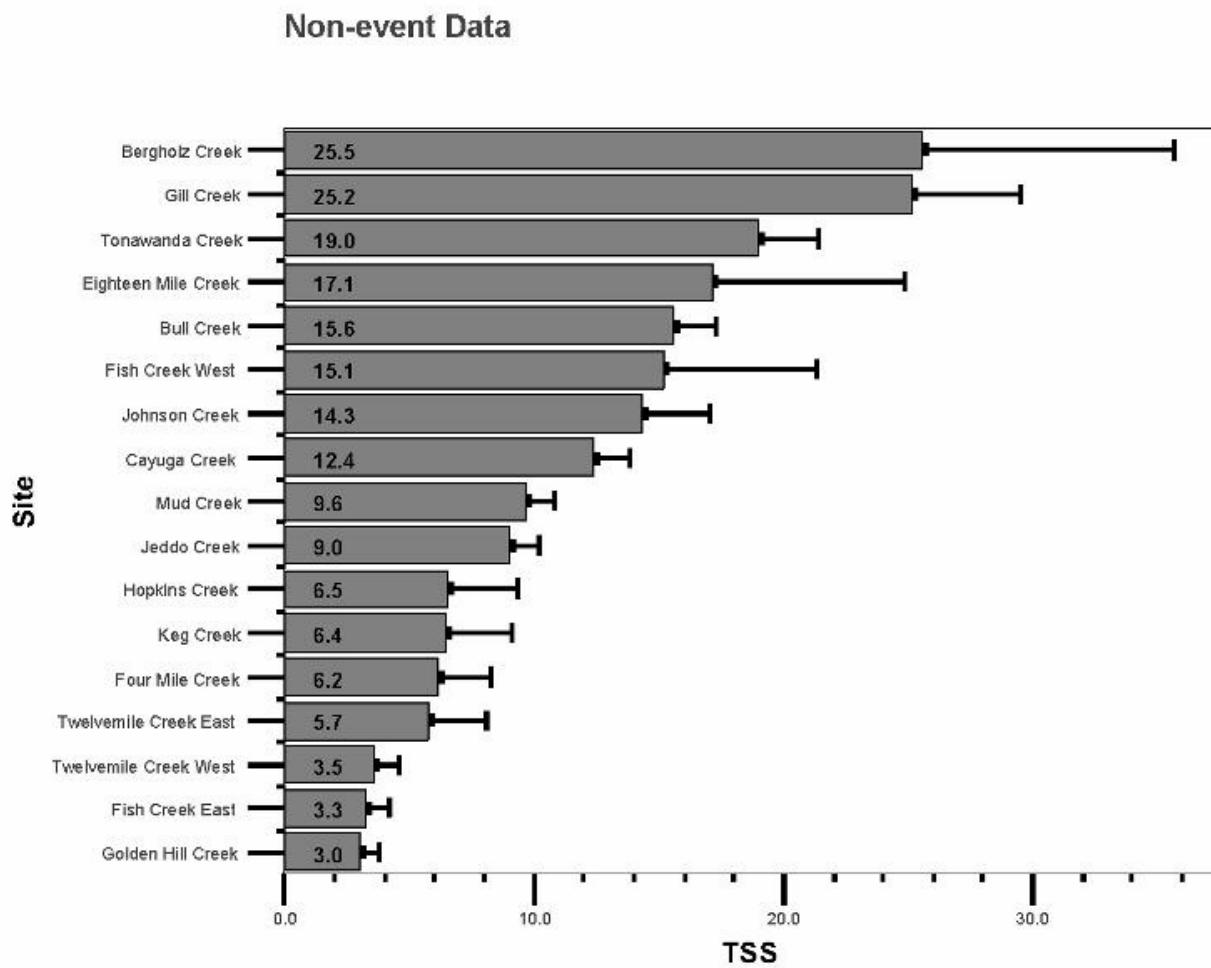 Non-event Data
Bergholz Creek 25.5
Gill Creek 25.2
Tonawanda Creek 19.0
Eighteen Mile Creek 17.1
Bull Creek 15.6
Fish Creek West 15.1
Johnson Creek 14.3
Cayuga Creek 12.4
Mud Creek 9.6
Jeddo Creek 9.0
Hopkins Creek 6.5
Keg Creek 6.4
Four Mile Creek 6.2
Twelvemile Creek East 5.7
Twelvemile Creek West 3.5
Fish Creek East 3.3
Golden Hill Creek 3.0
Site
0.0 10.0 20.0 30.0
TSS